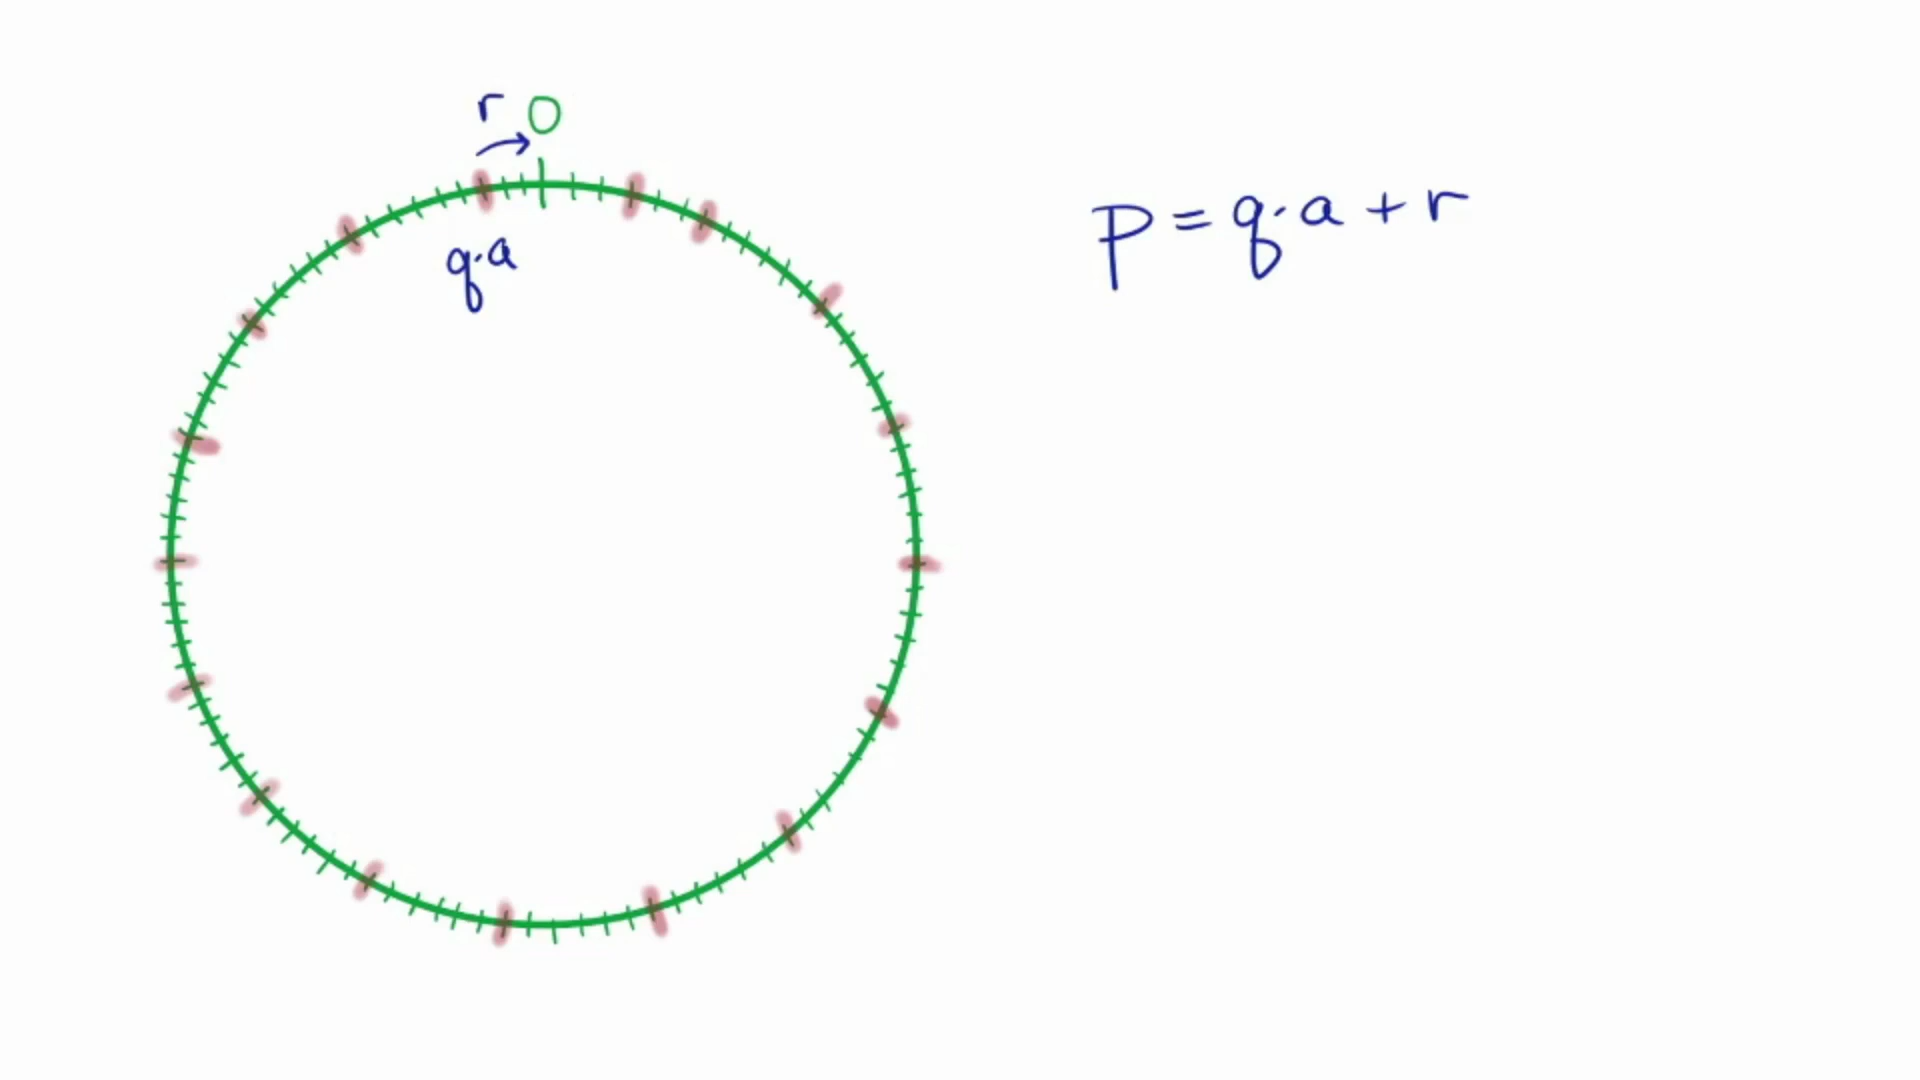 r 0
q·a
p = q·a + r